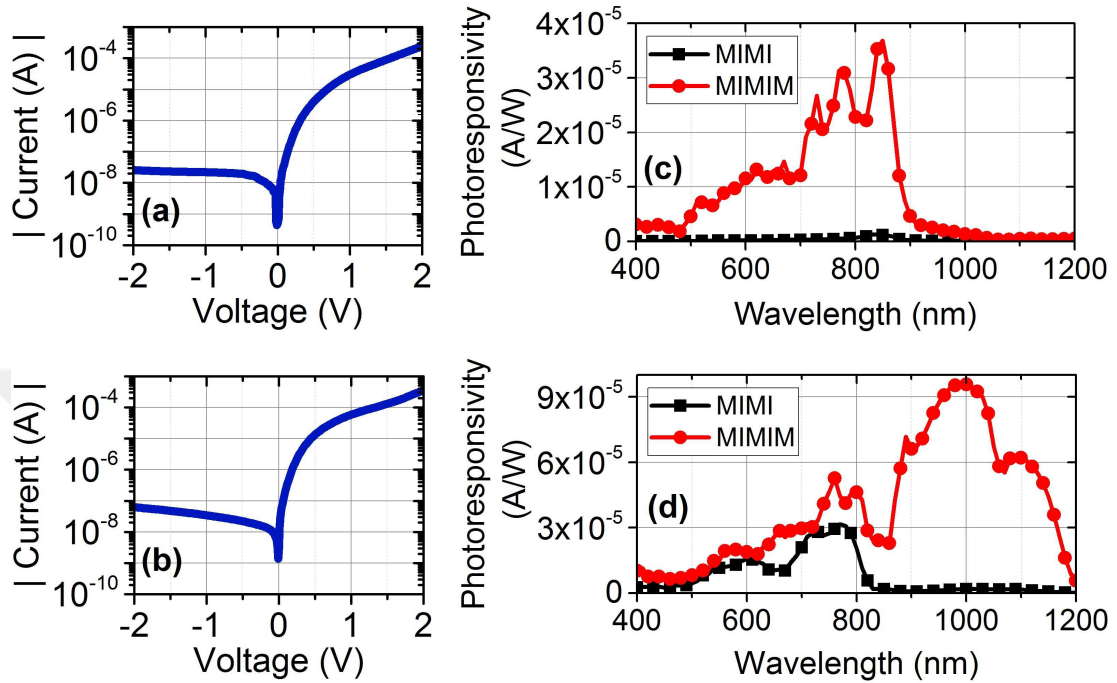 | Current (A) |
10⁻⁴
10⁻⁶
10⁻⁸
10⁻¹⁰
(a)
-2 -1 0 1 2
Voltage (V)
Photoresponsivity
(A/W)
4x10⁻⁵
3x10⁻⁵
2x10⁻⁵
1x10⁻⁵
0
MIMI
MIMIM
(c)
400 600 800 1000 1200
Wavelength (nm)
| Current (A) |
10⁻⁴
10⁻⁶
10⁻⁸
10⁻¹⁰
(b)
-2 -1 0 1 2
Voltage (V)
Photoresponsivity
(A/W)
9x10⁻⁵
6x10⁻⁵
3x10⁻⁵
0
MIMI
MIMIM
(d)
400 600 800 1000 1200
Wavelength (nm)